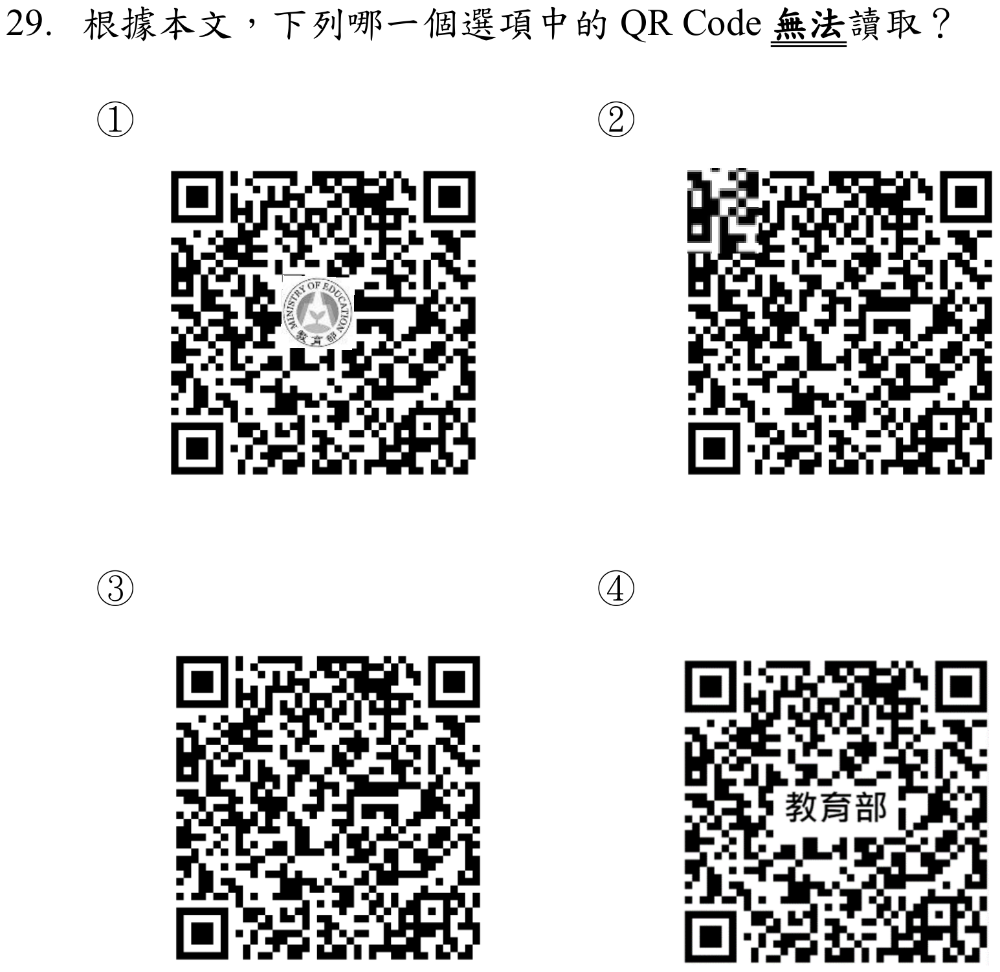 29. 根據本文，下列哪一個選項中的 QR Code 無法讀取？
①
②
MINISTRY OF EDUCATION
教育部
③
④
教育部